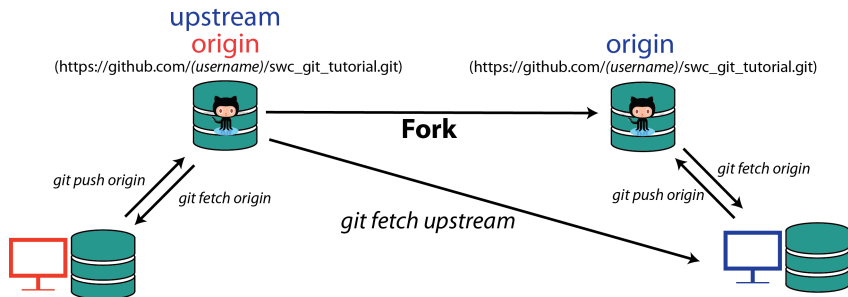 upstream
origin
(https://github.com/(username)/swc_git_tutorial.git)
origin
(https://github.com/(username)/swc_git_tutorial.git)
Fork
git push origin
git fetch origin
git fetch upstream
git fetch origin
git push origin